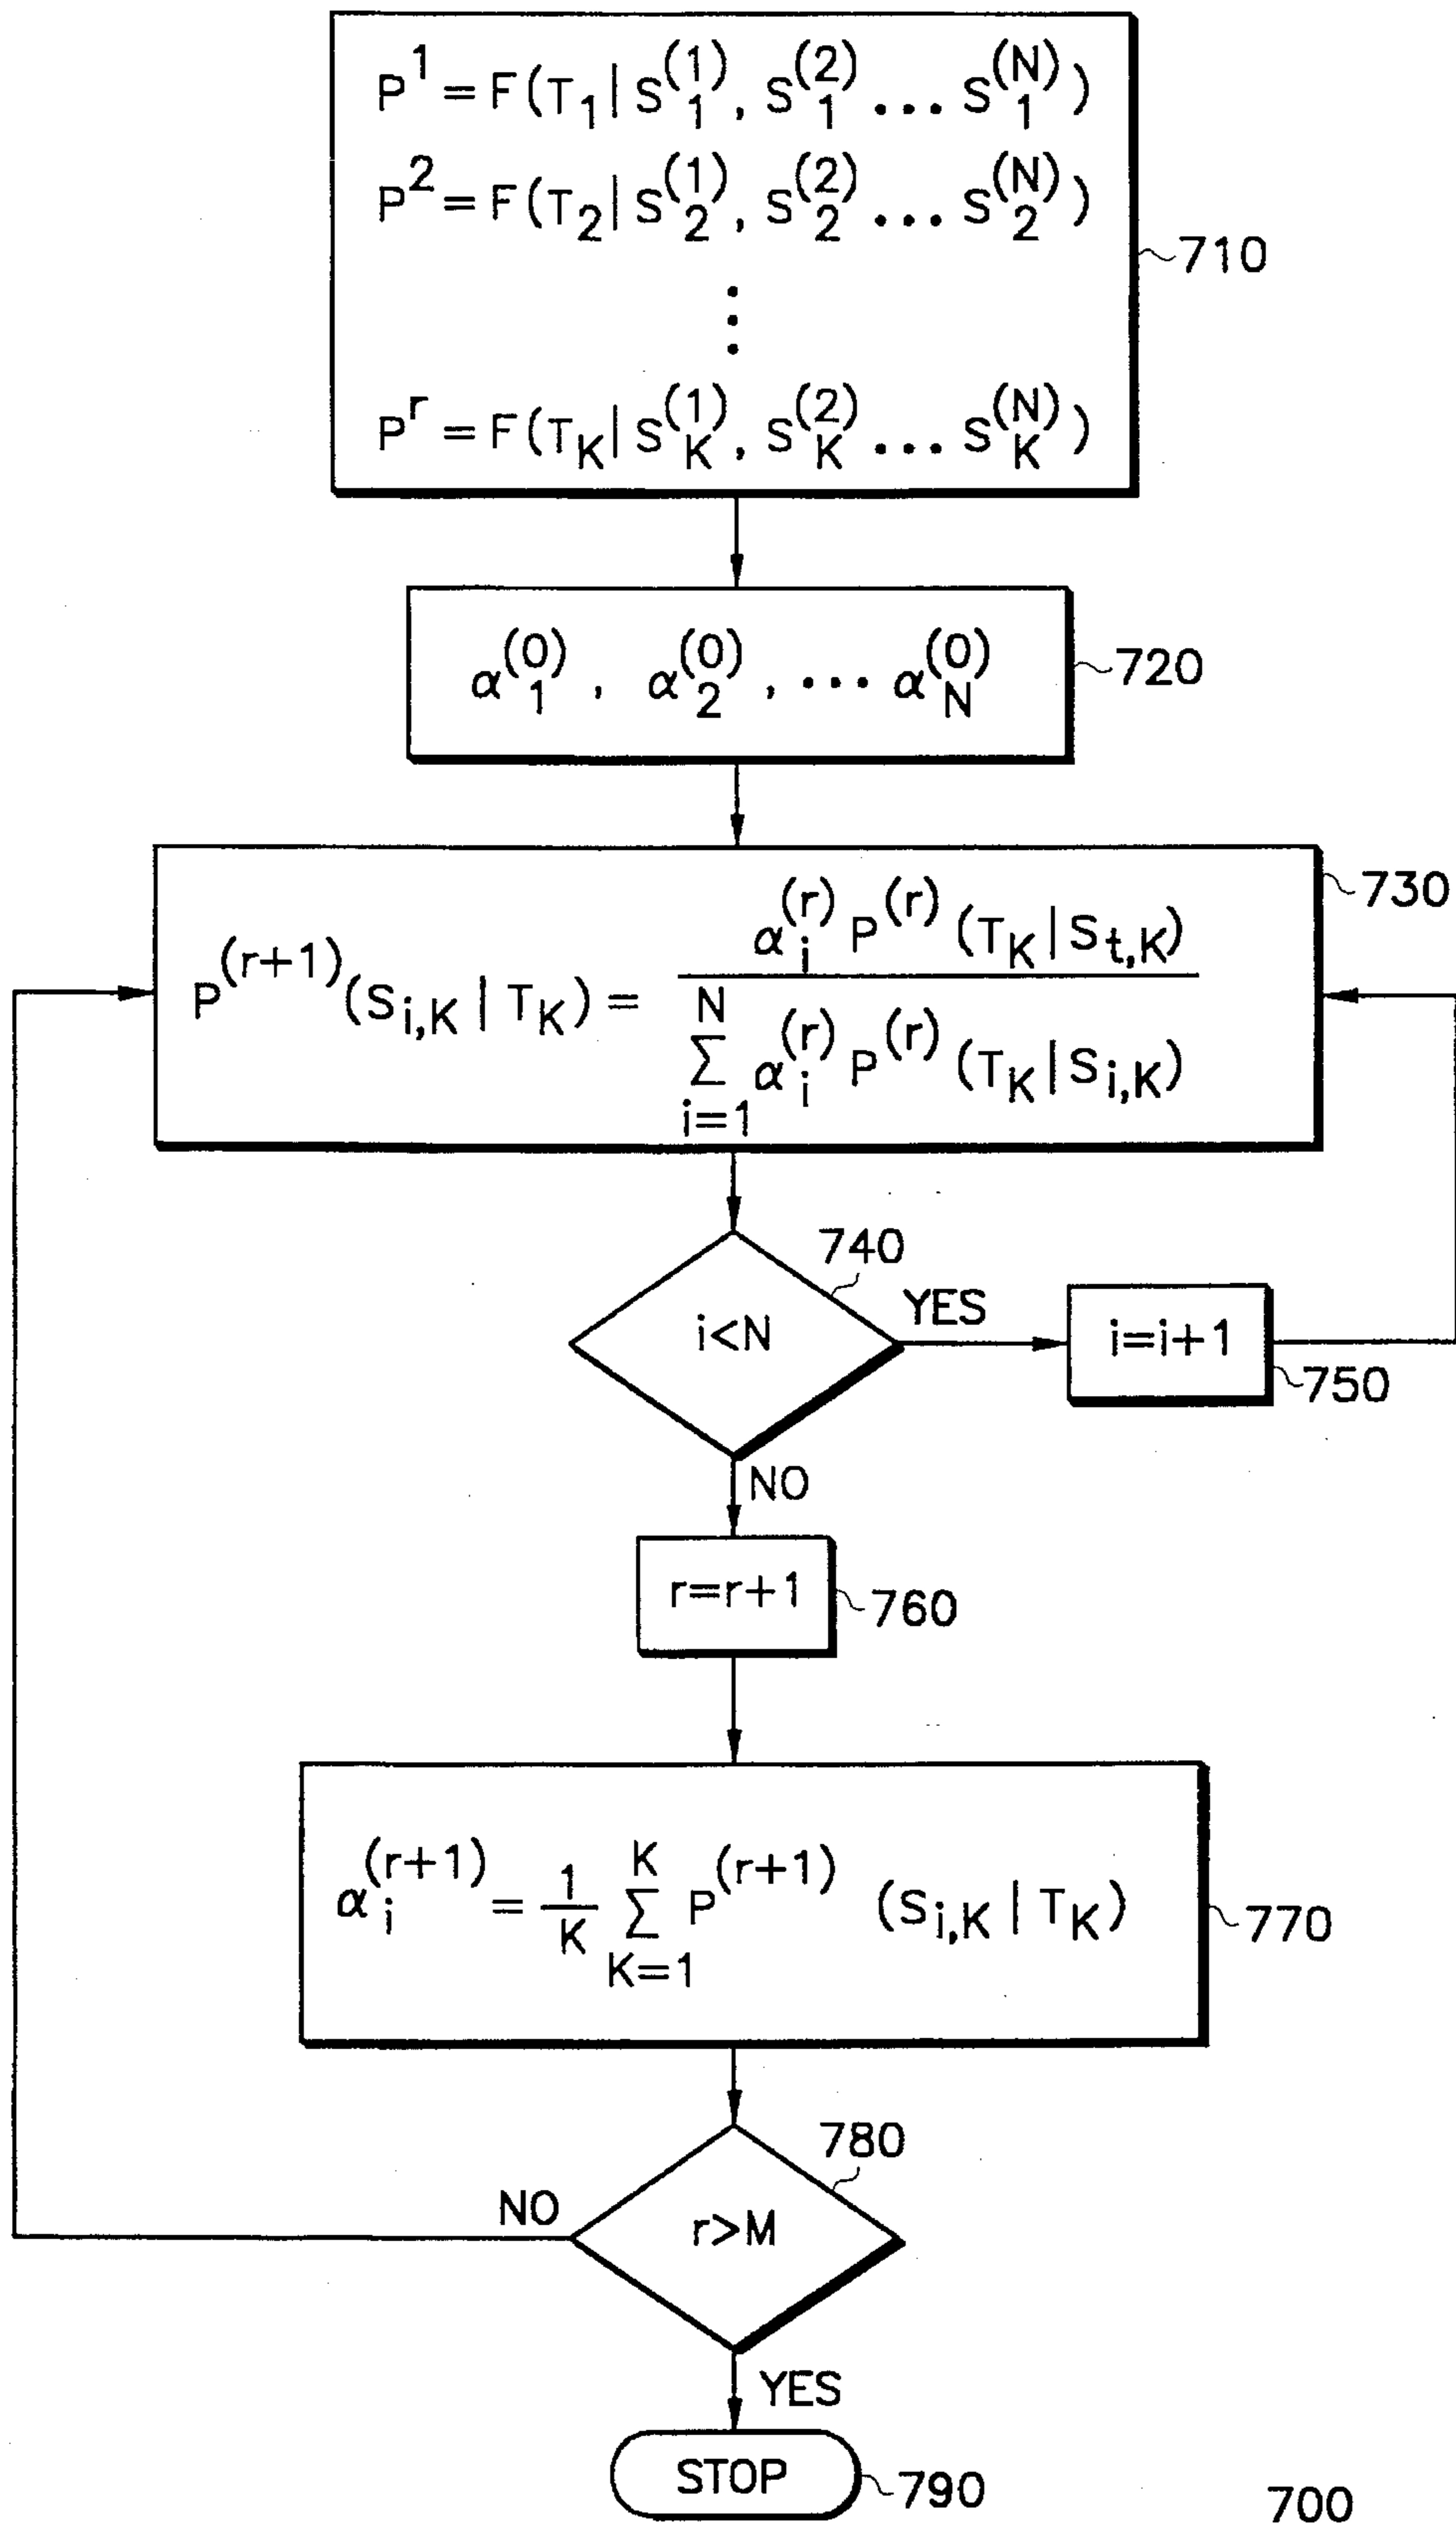 P^1 = F(T_1 | S_1^(1), S_1^(2) ... S_1^(N))
P^2 = F(T_2 | S_2^(1), S_2^(2) ... S_2^(N))
⋮
P^r = F(T_K | S_K^(1), S_K^(2) ... S_K^(N))
710
α_1^(0), α_2^(0), ... α_N^(0)
720
730
P^(r+1)(S_i,K | T_K) = α_i^(r) P^(r) (T_K | S_t,K) / Σ_{i=1}^{N} α_i^(r) P^(r) (T_K | S_i,K)
740
i<N
YES
i=i+1
750
NO
r=r+1
760
α_i^(r+1) = 1/K Σ_{K=1}^{K} P^(r+1) (S_i,K | T_K)
770
780
NO
r>M
YES
STOP
790
700